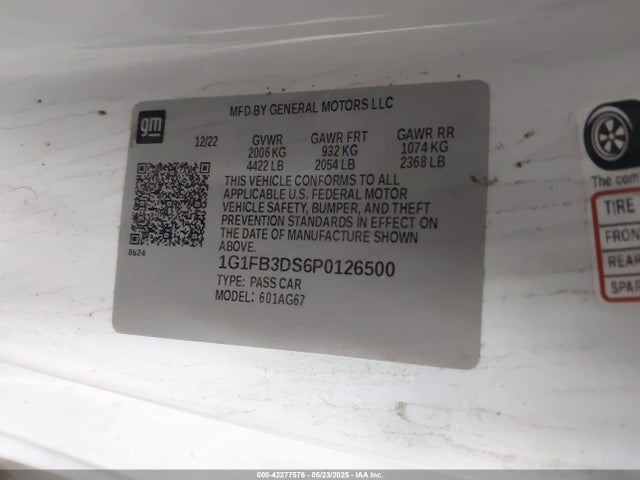 gm
MFD BY GENERAL MOTORS LLC
12/22 GVWR GAWR FRT GAWR RR
2006 KG 932 KG 1074 KG
4422 LB 2054 LB 2368 LB
THIS VEHICLE CONFORMS TO ALL
APPLICABLE U.S. FEDERAL MOTOR
VEHICLE SAFETY, BUMPER, AND THEFT
PREVENTION STANDARDS IN EFFECT ON
THE DATE OF MANUFACTURE SHOWN
ABOVE.
8624
1G1FB3DS6P0126500
TYPE: PASS CAR
MODEL: 601AG67
The com
TIRE
FRON
REAR
SPAR
000-42277576 - 05/23/2025 - IAA Inc.